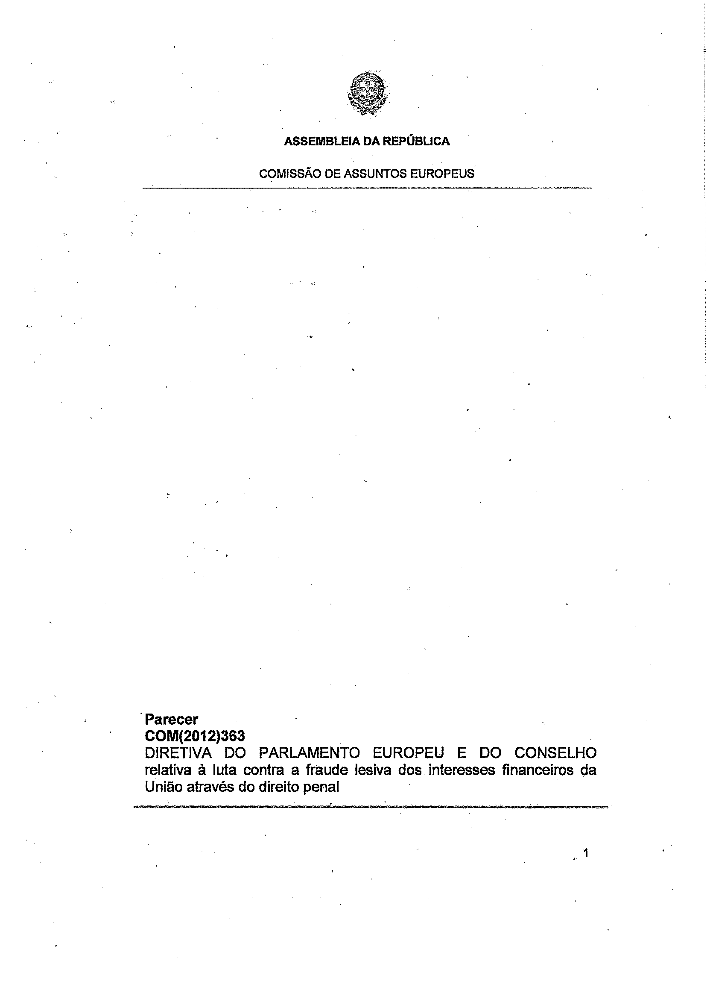 ASSEMBLEIA DA REPÚBLICA
COMISSÃO DE ASSUNTOS EUROPEUS
Parecer
COM(2012)363
DIRETIVA DO PARLAMENTO EUROPEU E DO CONSELHO
relativa à luta contra a fraude lesiva dos interesses financeiros da
União através do direito penal
1